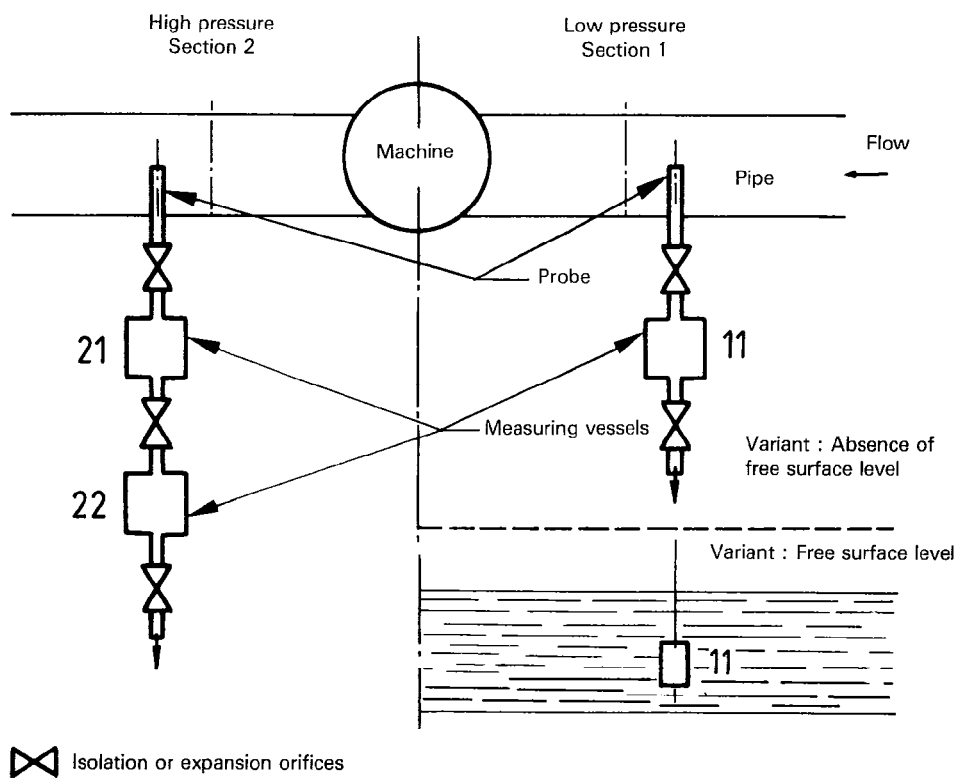 High pressure
Section 2
Low pressure
Section 1
Machine
Flow
Pipe
Probe
21
11
Measuring vessels
Variant : Absence of
free surface level
22
Variant : Free surface level
11
Isolation or expansion orifices